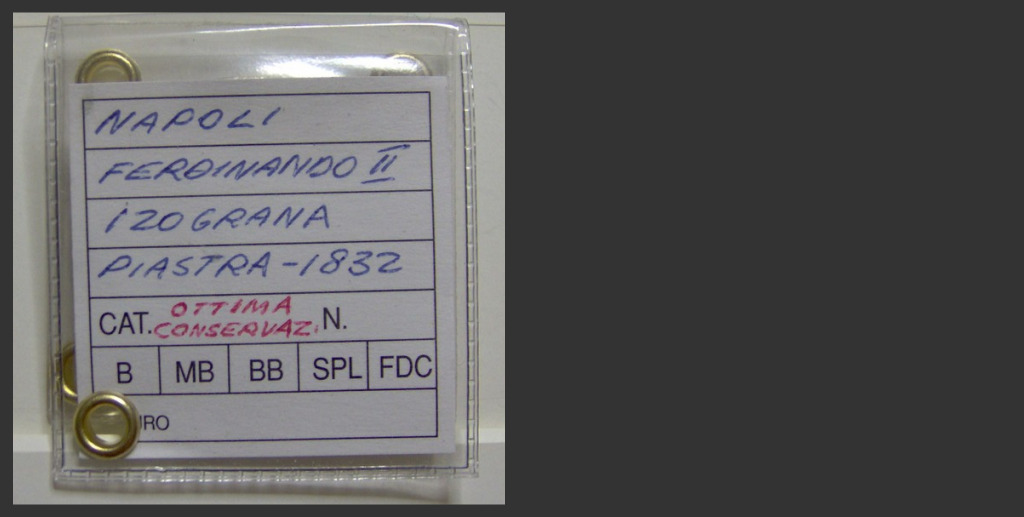 NAPOLI
FERDINANDO II
120 GRANA
PIASTRA - 1832
CAT. OTTIMA CONSERVAZ. N.
B MB BB SPL FDC